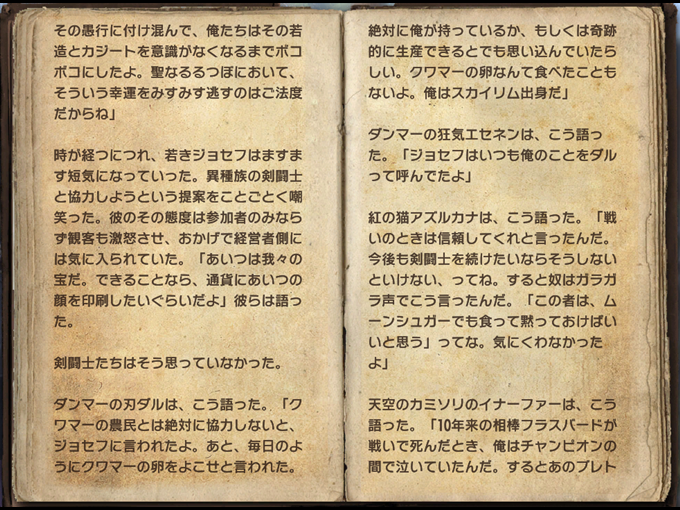 その愚行に付け混んで、俺たちはその若
造とカジートを意識がなくなるまでボコ
ボコにしたよ。聖なるるつぼにおいて、
そういう幸運をみすみす逃すのはご法度
だからね」
時が経つにつれ、若きジョセフはますま
す短気になっていった。異種族の剣闘士
と協力しようという提案をことごとく嘲
笑った。彼のその態度は参加者のみなら
ず観客も激怒させ、おかげで経営者側に
は気に入られていた。「あいつは我々の
宝だ。できることなら、通貨にあいつの
顔を印刷したいぐらいだよ」彼らは語っ
た。
剣闘士たちはそう思っていなかった。
ダンマーの刃ダルは、こう語った。「ク
ワマーの農民とは絶対に協力しないと、
ジョセフに言われたよ。あと、毎日のよ
うにクワマーの卵をよこせと言われた。
絶対に俺が持っているか、もしくは奇跡
的に生産できるとでも思い込んでいたら
しい。クワマーの卵なんて食べたことも
ないよ。俺はスカイリム出身だ」
ダンマーの狂気エセネンは、こう語っ
た。「ジョセフはいつも俺のことをダル
って呼んでたよ」
紅の猫アズルカナは、こう語った。「戦
いのときは信頼してくれと言ったんだ。
今後も剣闘士を続けたいならそうしない
といけない、ってね。すると奴はガラガ
ラ声でこう言ったんだ。「この者は、ム
ーンシュガーでも食って黙っておけばい
いと思う」ってな。気にくわなかった
よ」
天空のカミソリのイナーファーは、こう
語った。「10年来の相棒フラスバードが
戦いで死んだとき、俺はチャンピオンの
間で泣いていたんだ。するとあのブレト